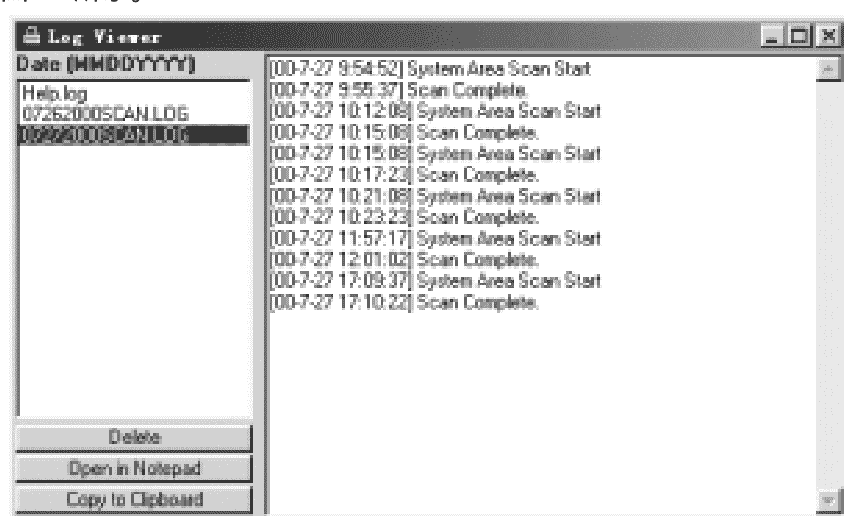 Log Viewer
Date (MMDDYYYY)
Help.log
07262000SCAN.LOG
07272000SCAN.LOG
Delete
Open in Notepad
Copy to Clipboard
[00-7-27 9:54:52] System Area Scan Start
[00-7-27 9:55:37] Scan Complete.
[00-7-27 10:12:08] System Area Scan Start
[00-7-27 10:15:08] Scan Complete.
[00-7-27 10:15:08] System Area Scan Start
[00-7-27 10:17:23] Scan Complete.
[00-7-27 10:21:08] System Area Scan Start
[00-7-27 10:23:23] Scan Complete.
[00-7-27 11:57:17] System Area Scan Start
[00-7-27 12:01:02] Scan Complete.
[00-7-27 17:09:37] System Area Scan Start
[00-7-27 17:10:22] Scan Complete.